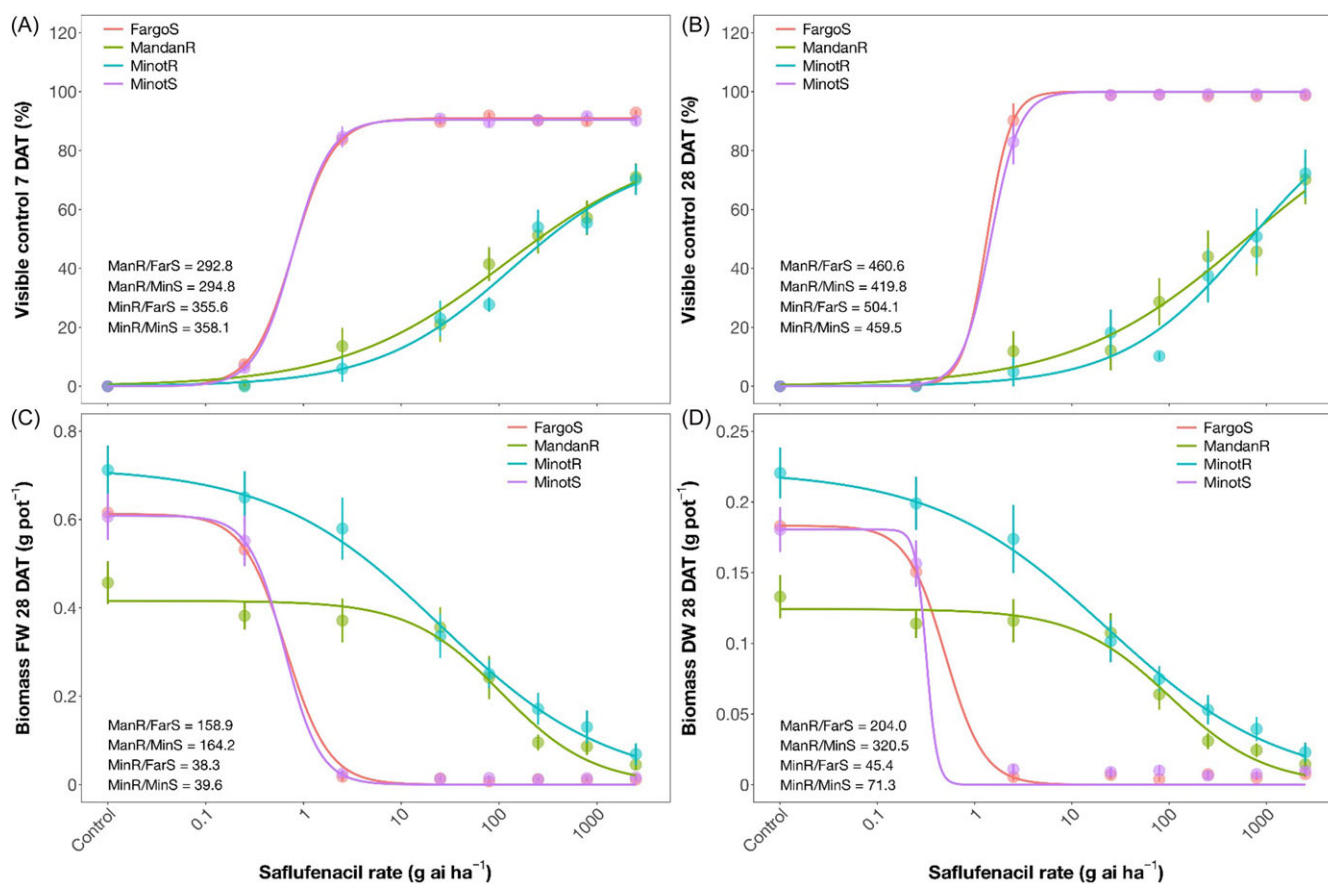 (A)
120
100
80
60
40
20
0
Visible control 7 DAT (%)
FargoS
MandanR
MinotR
MinotS
ManR/FarS = 292.8
ManR/MinS = 294.8
MinR/FarS = 355.6
MinR/MinS = 358.1
(B)
120
100
80
60
40
20
0
Visible control 28 DAT (%)
FargoS
MandanR
MinotR
MinotS
ManR/FarS = 460.6
ManR/MinS = 419.8
MinR/FarS = 504.1
MinR/MinS = 459.5
(C)
0.8
0.6
0.4
0.2
0
Biomass FW 28 DAT (g pot⁻¹)
FargoS
MandanR
MinotR
MinotS
ManR/FarS = 158.9
ManR/MinS = 164.2
MinR/FarS = 38.3
MinR/MinS = 39.6
Control
0.1
1
10
100
1000
Saflufenacil rate (g ai ha⁻¹)
(D)
0.25
0.2
0.15
0.1
0.05
0
Biomass DW 28 DAT (g pot⁻¹)
FargoS
MandanR
MinotR
MinotS
ManR/FarS = 204.0
ManR/MinS = 320.5
MinR/FarS = 45.4
MinR/MinS = 71.3
Control
0.1
1
10
100
1000
Saflufenacil rate (g ai ha⁻¹)